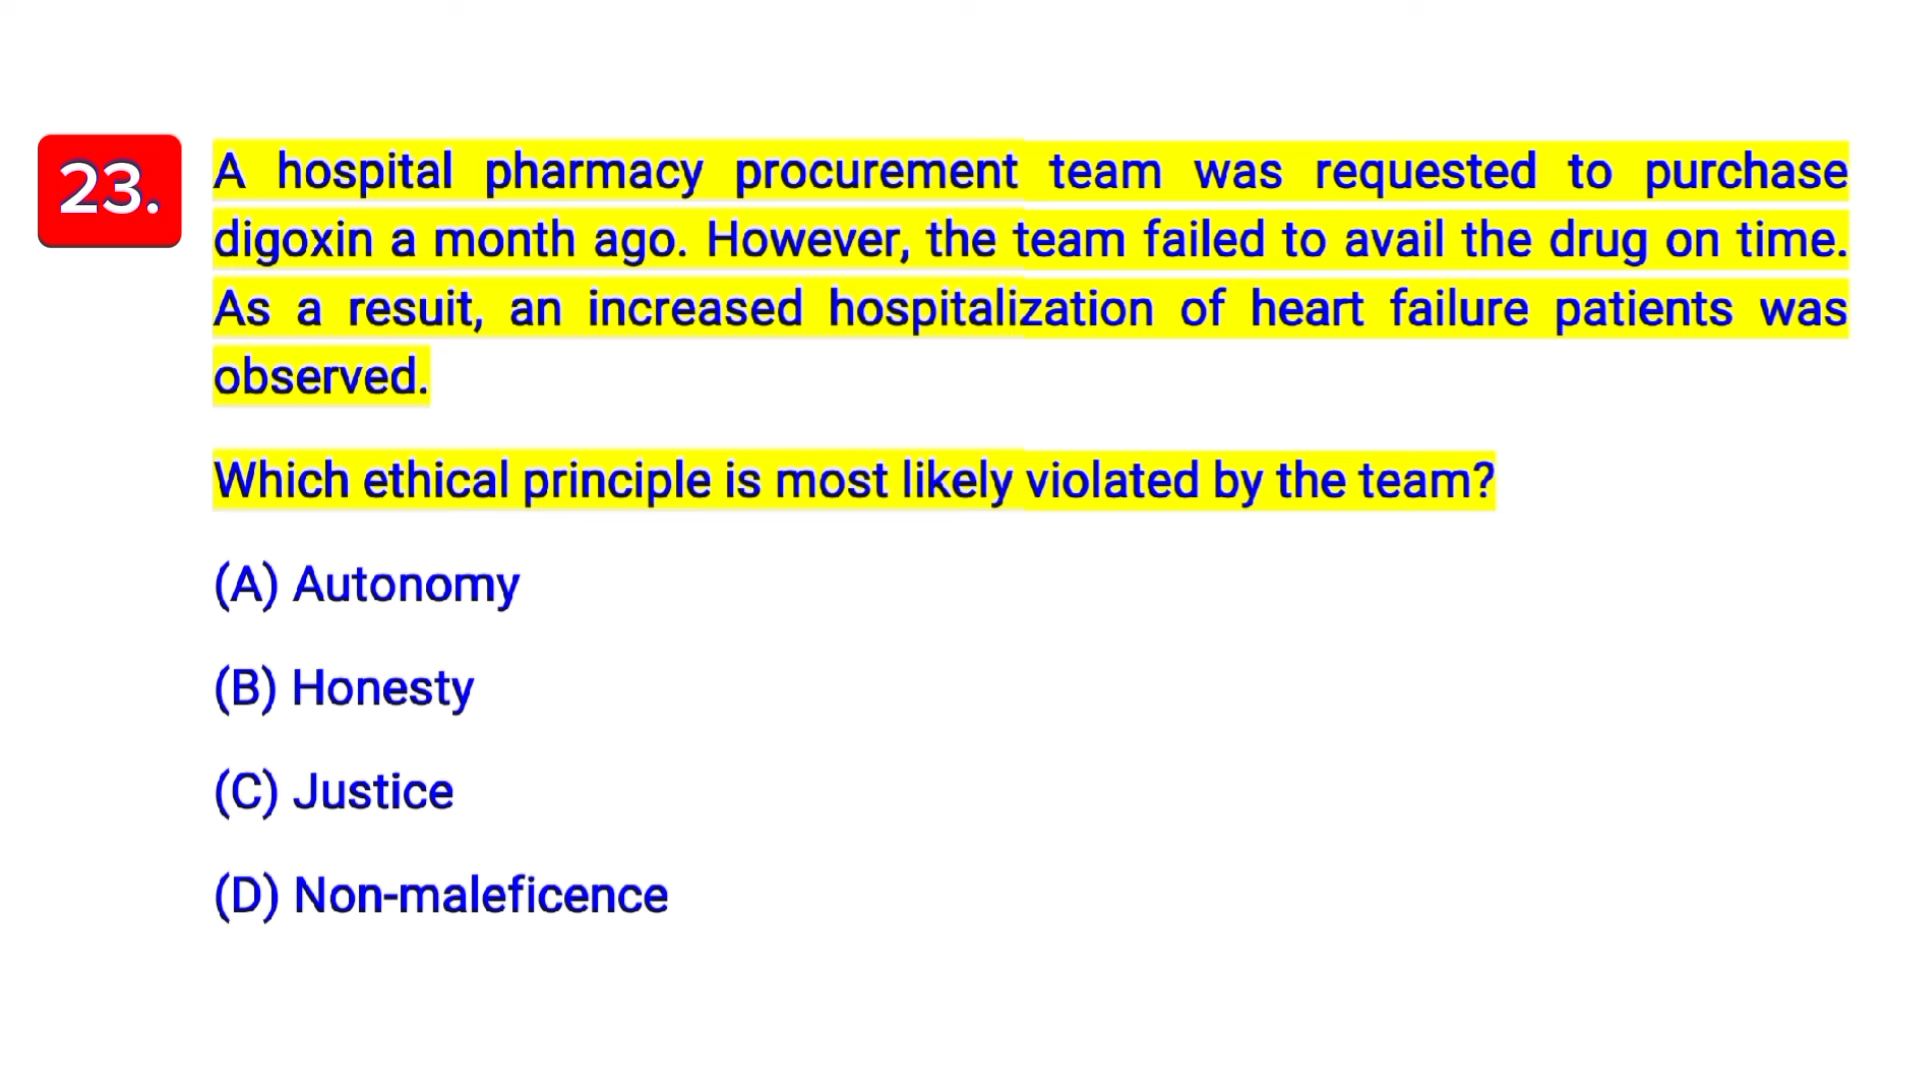 23.
A hospital pharmacy procurement team was requested to purchase
digoxin a month ago. However, the team failed to avail the drug on time.
As a resuit, an increased hospitalization of heart failure patients was
observed.
Which ethical principle is most likely violated by the team?
(A) Autonomy
(B) Honesty
(C) Justice
(D) Non-maleficence